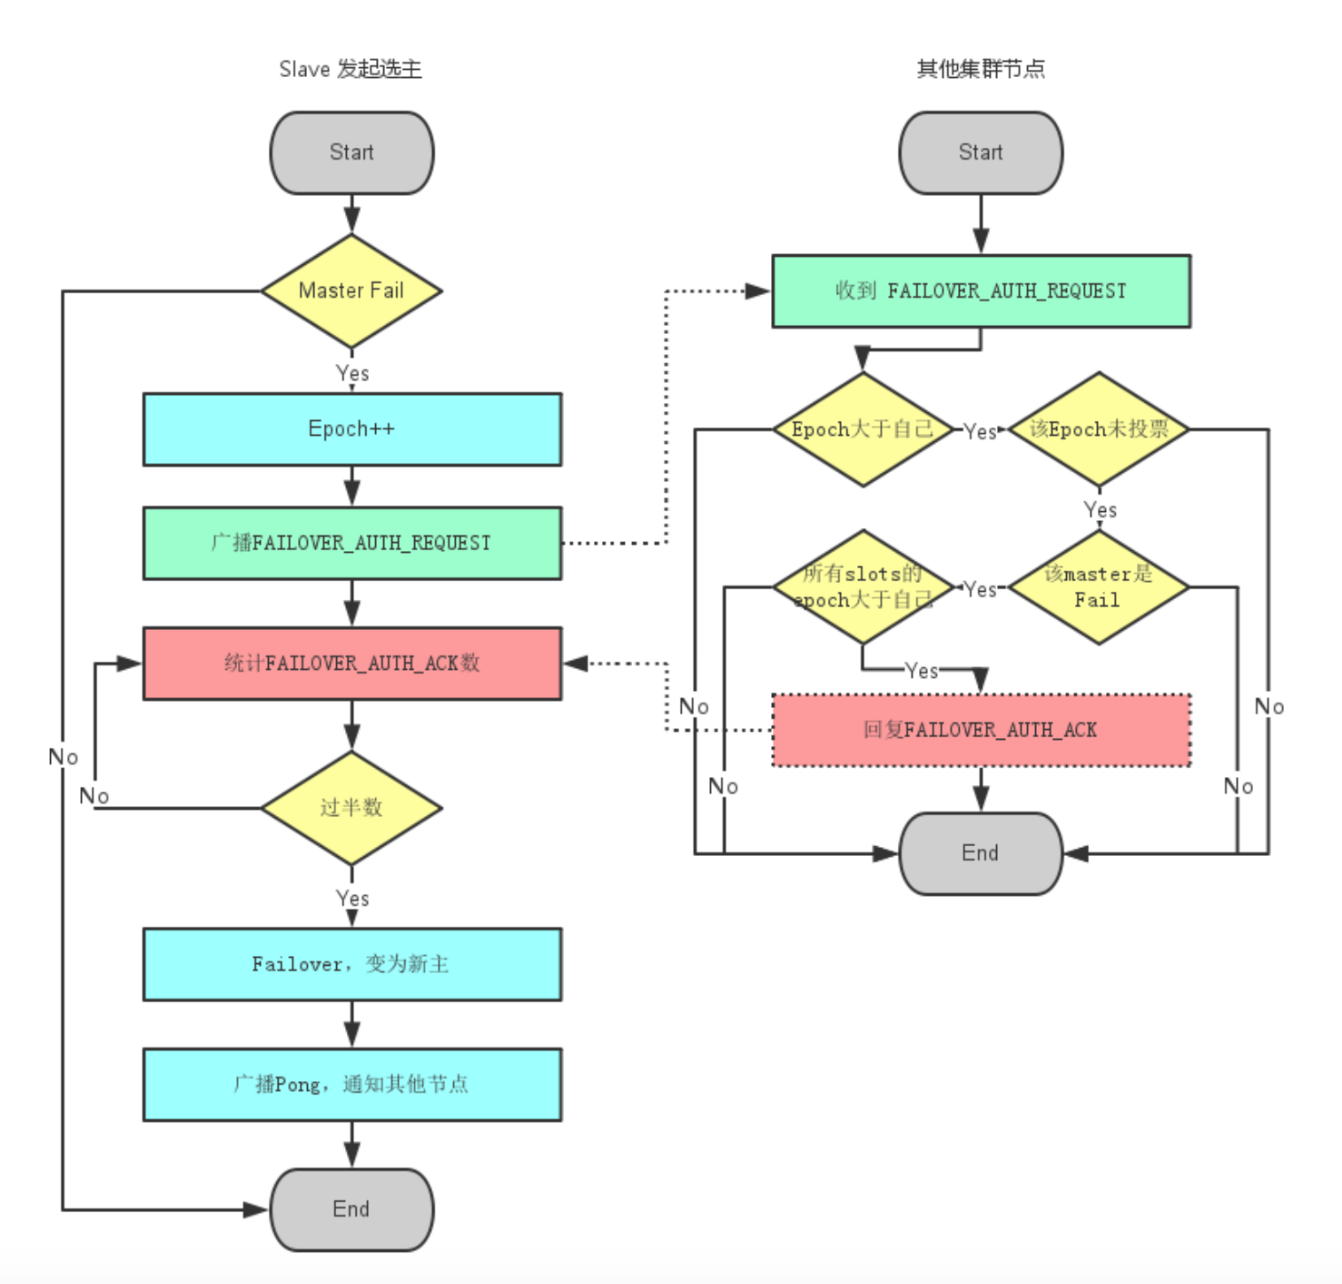 Slave 发起选主
Start
Master Fail
Yes
Epoch++
广播FAILOVER_AUTH_REQUEST
统计FAILOVER_AUTH_ACK数
No
No
过半数
Yes
Failover，变为新主
广播Pong，通知其他节点
End
其他集群节点
Start
收到 FAILOVER_AUTH_REQUEST
Epoch大于自己
Yes
该Epoch未投票
Yes
所有slots的
epoch大于自己
Yes
该master是
Fail
Yes
No
No
回复FAILOVER_AUTH_ACK
No
No
End